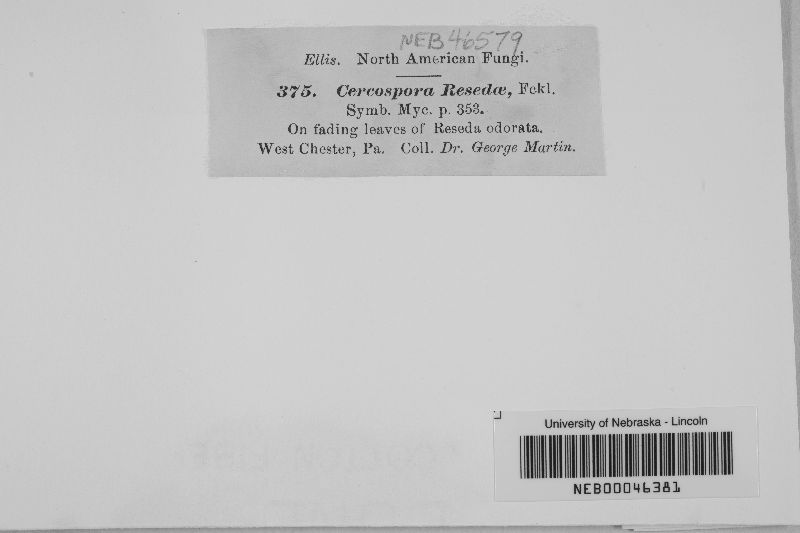 NEB46579
Ellis. North American Fungi.
375. Cercospora Resedæ, Fckl.
Symb. Myc. p. 353.
On fading leaves of Reseda odorata.
West Chester, Pa. Coll. Dr. George Martin.
University of Nebraska - Lincoln
NEB00046381